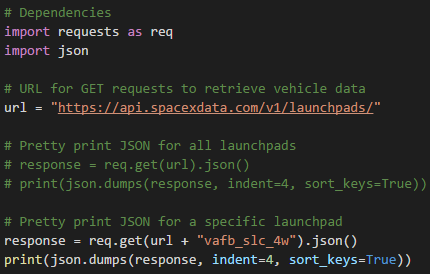 # Dependencies
import requests as req
import json
# URL for GET requests to retrieve vehicle data
url = "https://api.spacexdata.com/v1/launchpads/"
# Pretty print JSON for all launchpads
# response = req.get(url).json()
# print(json.dumps(response, indent=4, sort_keys=True))
# Pretty print JSON for a specific launchpad
response = req.get(url + "vafb_slc_4w").json()
print(json.dumps(response, indent=4, sort_keys=True))